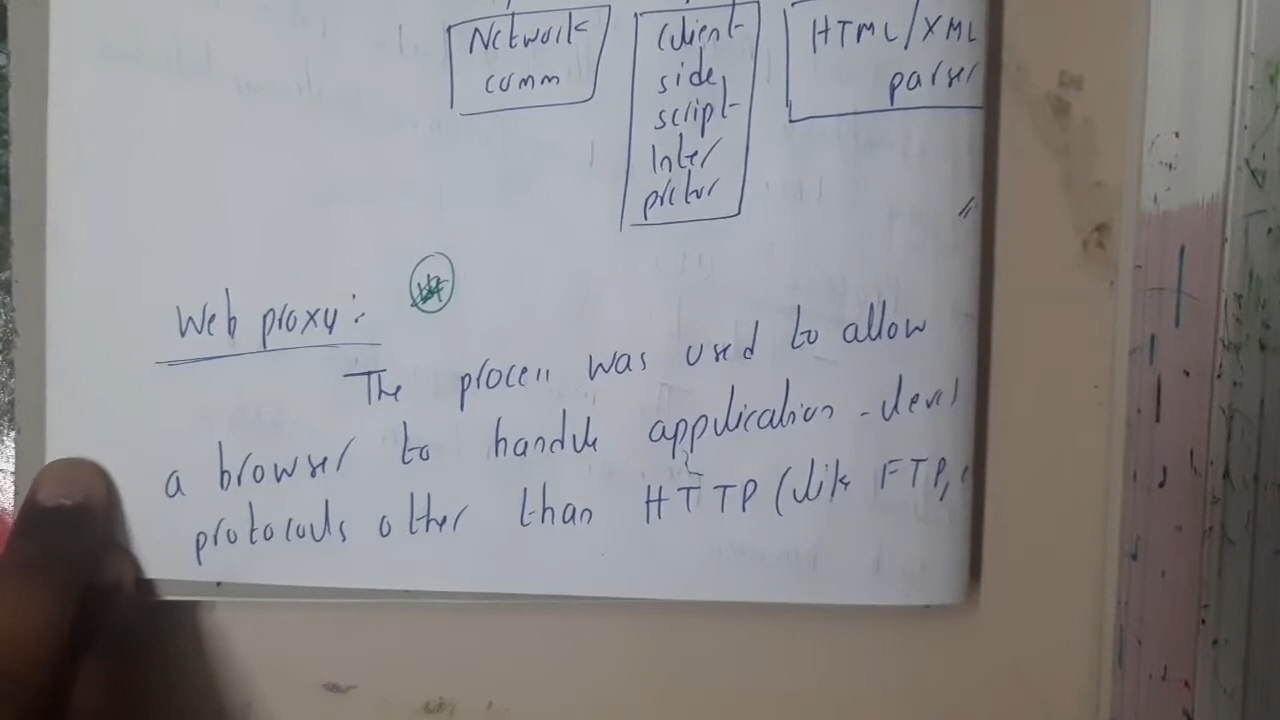 Network
comm
Client
side
script
Inter
preter
HTML/XML
parser
Web proxy:
The process was used to allow
a browser to handle application-level
protocols other than HTTP (like FTP,